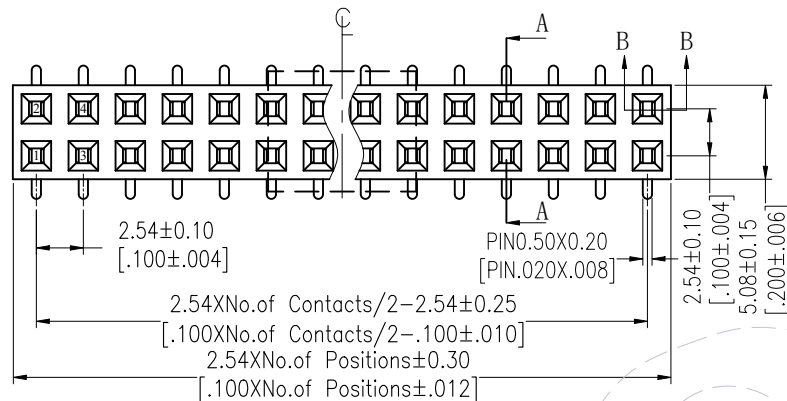 ℄
A
B B
2 4
1 3
A
2.54±0.10
[.100±.004]
PIN0.50X0.20
[PIN.020X.008]
2.54±0.10
[.100±.004]
5.08±0.15
[.200±.006]
2.54XNo.of Contacts/2-2.54±0.25
[.100XNo.of Contacts/2-.100±.010]
2.54XNo.of Positions±0.30
[.100XNo.of Positions±.012]